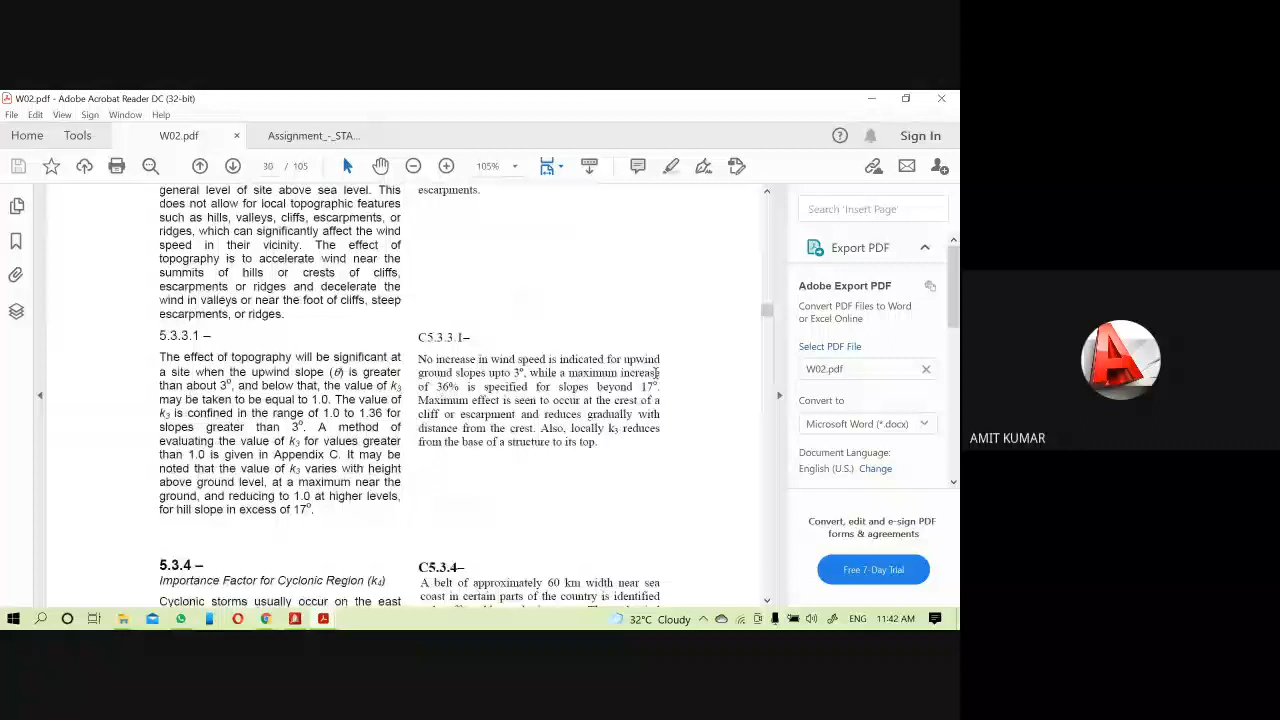 W02.pdf - Adobe Acrobat Reader DC (32-bit)
File Edit View Sign Window Help
Home Tools W02.pdf × Assignment_-_STA... Sign In
30 / 105 105%
general level of site above sea level. This
does not allow for local topographic features
such as hills, valleys, cliffs, escarpments, or
ridges, which can significantly affect the wind
speed in their vicinity. The effect of
topography is to accelerate wind near the
summits of hills or crests of cliffs,
escarpments or ridges and decelerate the
wind in valleys or near the foot of cliffs, steep
escarpments, or ridges.
5.3.3.1 –
The effect of topography will be significant at
a site when the upwind slope (θ) is greater
than about 3°, and below that, the value of k3
may be taken to be equal to 1.0. The value of
k3 is confined in the range of 1.0 to 1.36 for
slopes greater than 3°. A method of
evaluating the value of k3 for values greater
than 1.0 is given in Appendix C. It may be
noted that the value of k3 varies with height
above ground level, at a maximum near the
ground, and reducing to 1.0 at higher levels,
for hill slope in excess of 17°.
5.3.4 –
Importance Factor for Cyclonic Region (k4)
Cyclonic storms usually occur on the east
escarpments.
C5.3.3.1–
No increase in wind speed is indicated for upwind
ground slopes upto 3°, while a maximum increase
of 36% is specified for slopes beyond 17°.
Maximum effect is seen to occur at the crest of a
cliff or escarpment and reduces gradually with
distance from the crest. Also, locally k3 reduces
from the base of a structure to its top.
C5.3.4–
A belt of approximately 60 km width near sea
coast in certain parts of the country is identified
Search 'Insert Page'
Export PDF
Adobe Export PDF
Convert PDF Files to Word
or Excel Online
Select PDF File
W02.pdf
Convert to
Microsoft Word (*.docx)
Document Language:
English (U.S.) Change
Convert, edit and e-sign PDF
forms & agreements
Free 7-Day Trial
32°C Cloudy ENG 11:42 AM
AMIT KUMAR